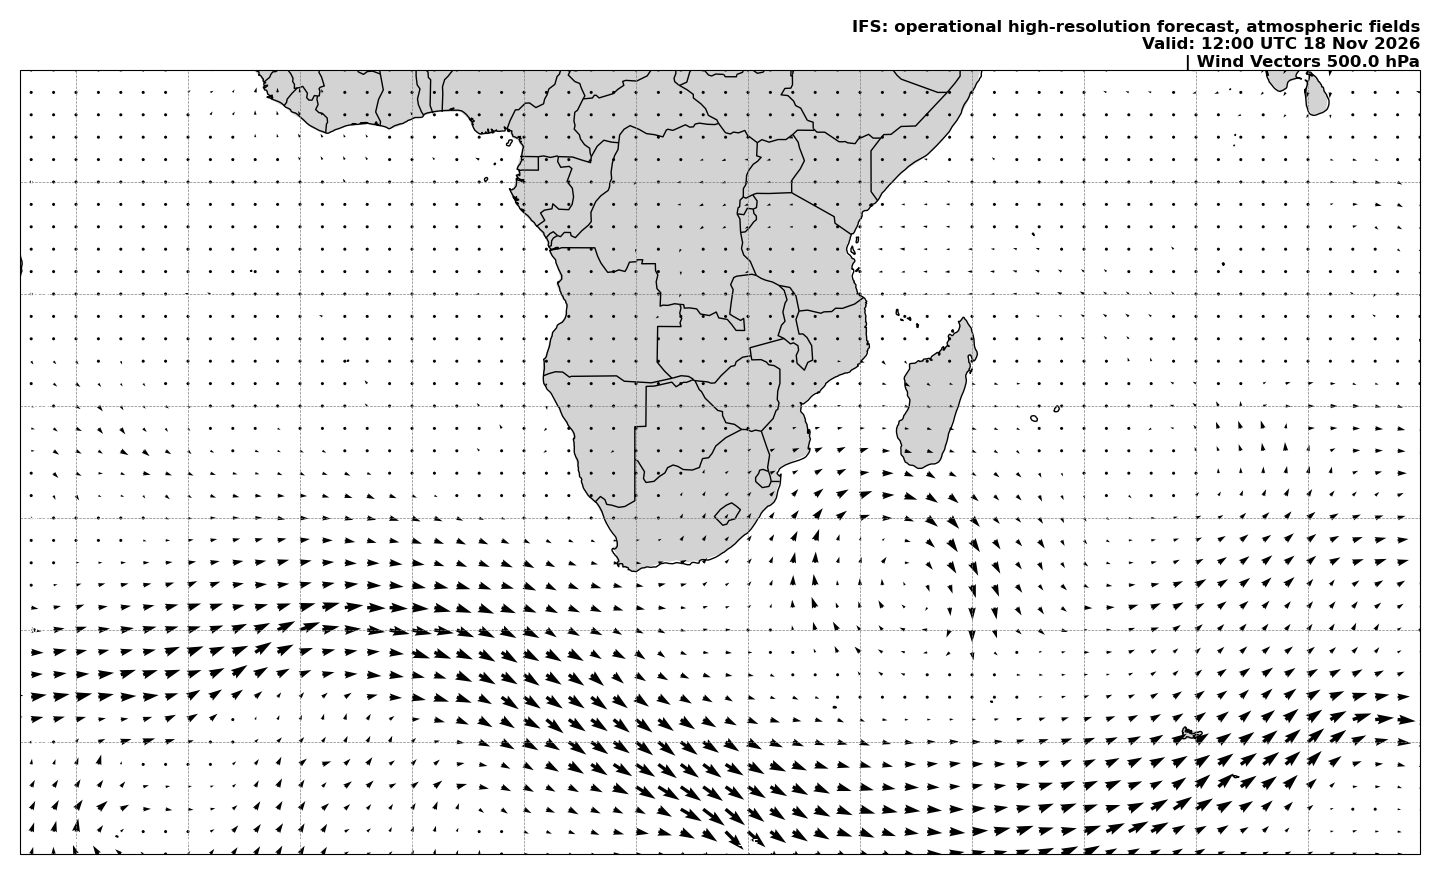 IFS: operational high-resolution forecast, atmospheric fields
Valid: 12:00 UTC 18 Nov 2026
| Wind Vectors 500.0 hPa